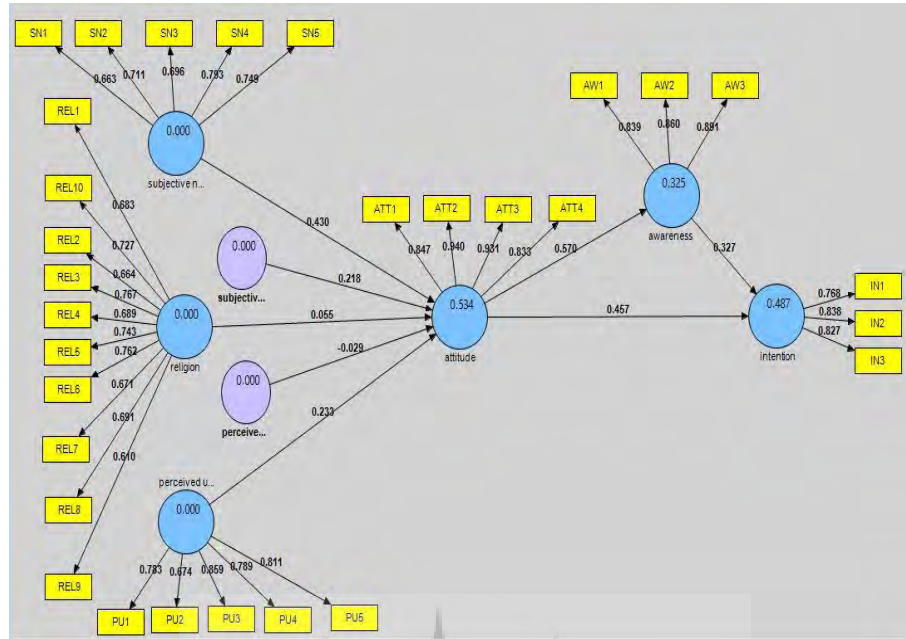 SN1 SN2 SN3 SN4 SN5
0.663 0.711 0.696 0.793 0.749
0.000
subjective n...
REL1
REL10
REL2
REL3
REL4
REL5
REL6
REL7
REL8
REL9
0.683
0.727
0.664
0.767
0.689
0.743
0.762
0.671
0.691
0.610
0.000
religion
0.000
subjectiv...
0.000
perceive...
perceived u...
0.000
0.783 0.674 0.859 0.789 0.811
PU1 PU2 PU3 PU4 PU5
0.430
0.218
0.055
-0.029
0.233
ATT1 ATT2 ATT3 ATT4
0.847 0.940 0.931 0.833
0.534
attitude
0.570
0.457
AW1 AW2 AW3
0.839 0.860 0.891
0.325
awareness
0.327
0.487
intention
0.768
0.838
0.827
IN1
IN2
IN3